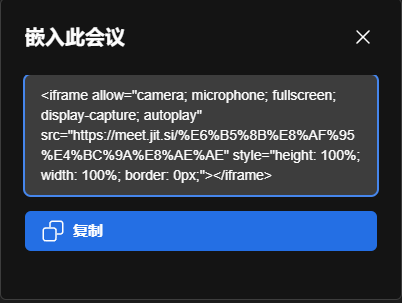 嵌入此会议
<iframe allow="camera; microphone; fullscreen;
display-capture; autoplay"
src="https://meet.jit.si/%E6%B5%8B%E8%AF%95
%E4%BC%9A%E8%AE%AE" style="height: 100%;
width: 100%; border: 0px;"></iframe>
复制